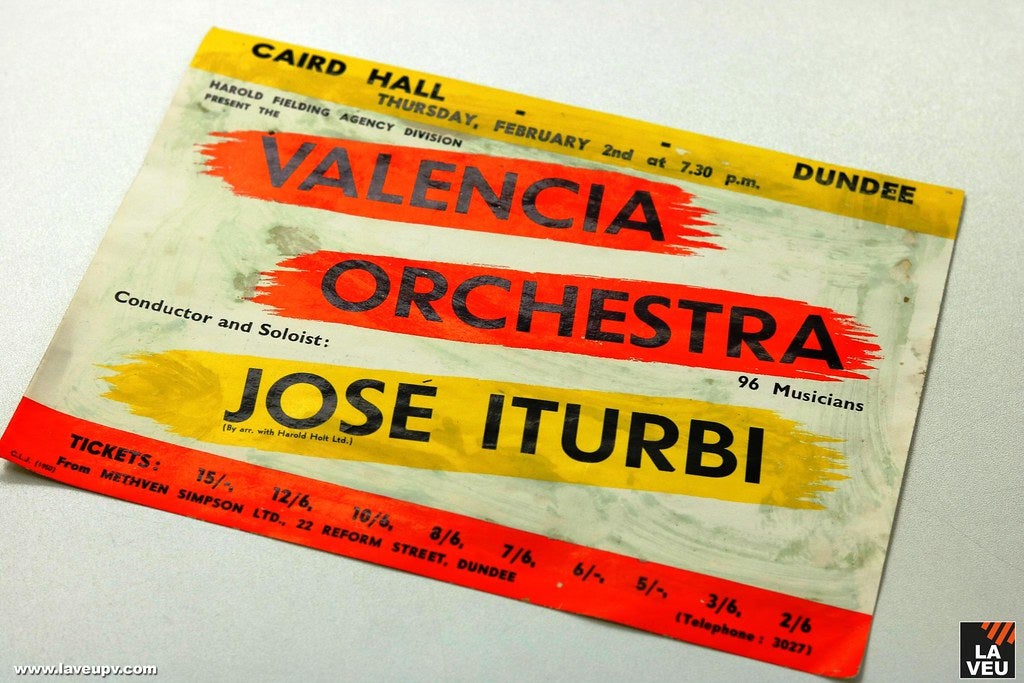 CAIRD HALL - THURSDAY, FEBRUARY 2nd at 7.30 p.m. - DUNDEE
HAROLD FIELDING AGENCY DIVISION
PRESENT THE
VALENCIA
ORCHESTRA
96 Musicians
Conductor and Soloist:
JOSÉ ITURBI
(By arr. with Harold Holt Ltd.)
TICKETS: 15/-, 12/6, 10/6, 8/6, 7/6, 6/-, 5/-, 3/6, 2/6
From METHVEN SIMPSON LTD., 22 REFORM STREET, DUNDEE (Telephone: 3027)
www.laveupv.com
LA
VEU